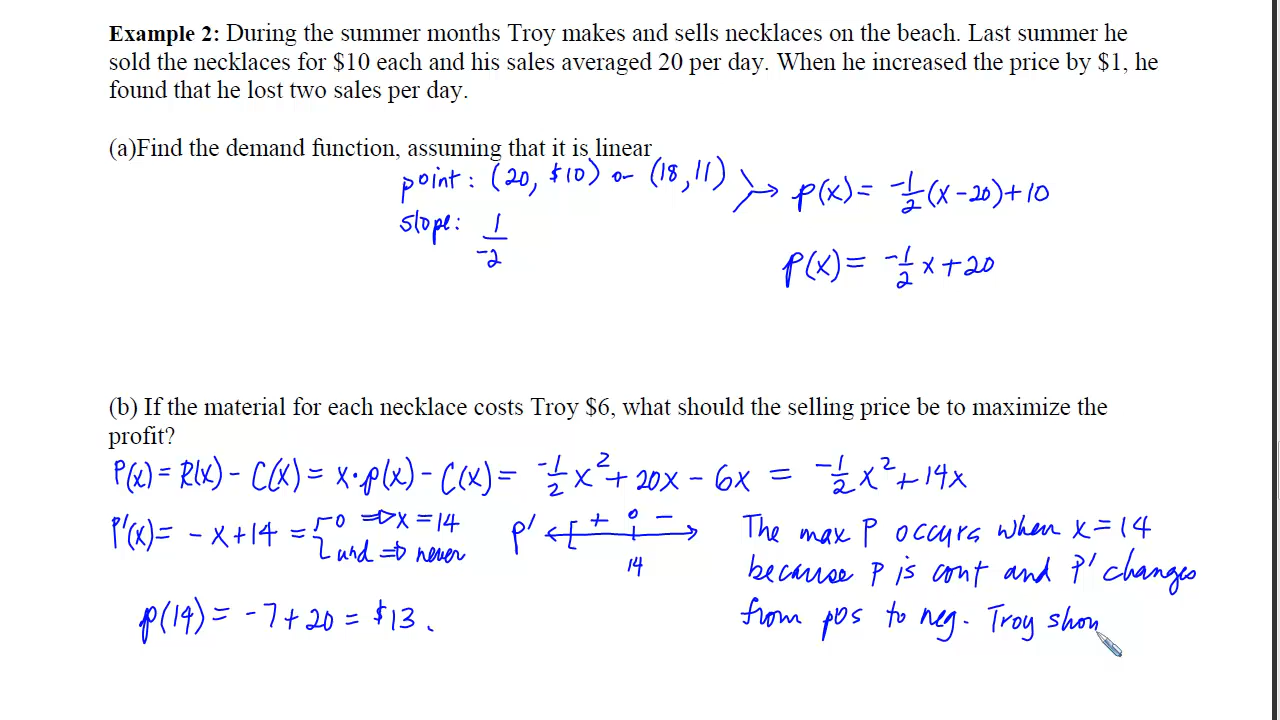 Example 2: During the summer months Troy makes and sells necklaces on the beach. Last summer he
sold the necklaces for $10 each and his sales averaged 20 per day. When he increased the price by $1, he
found that he lost two sales per day.
(a)Find the demand function, assuming that it is linear
point: (20, $10) or (18, 11) > → p(x) = -1/2 (x - 20) + 10
slope: 1/-2
p(x) = -1/2 x + 20
(b) If the material for each necklace costs Troy $6, what should the selling price be to maximize the
profit?
P(x) = R(x) - C(x) = x · p(x) - C(x) = -1/2 x² + 20x - 6x = -1/2 x² + 14x
P'(x) = -x + 14 = { 0 ⇒ x = 14
und ⇒ never
P' [ + 0 -
14
The max P occurs when x = 14
because P is cont and P' changes
from pos to neg. Troy shou
p(14) = -7 + 20 = $13.